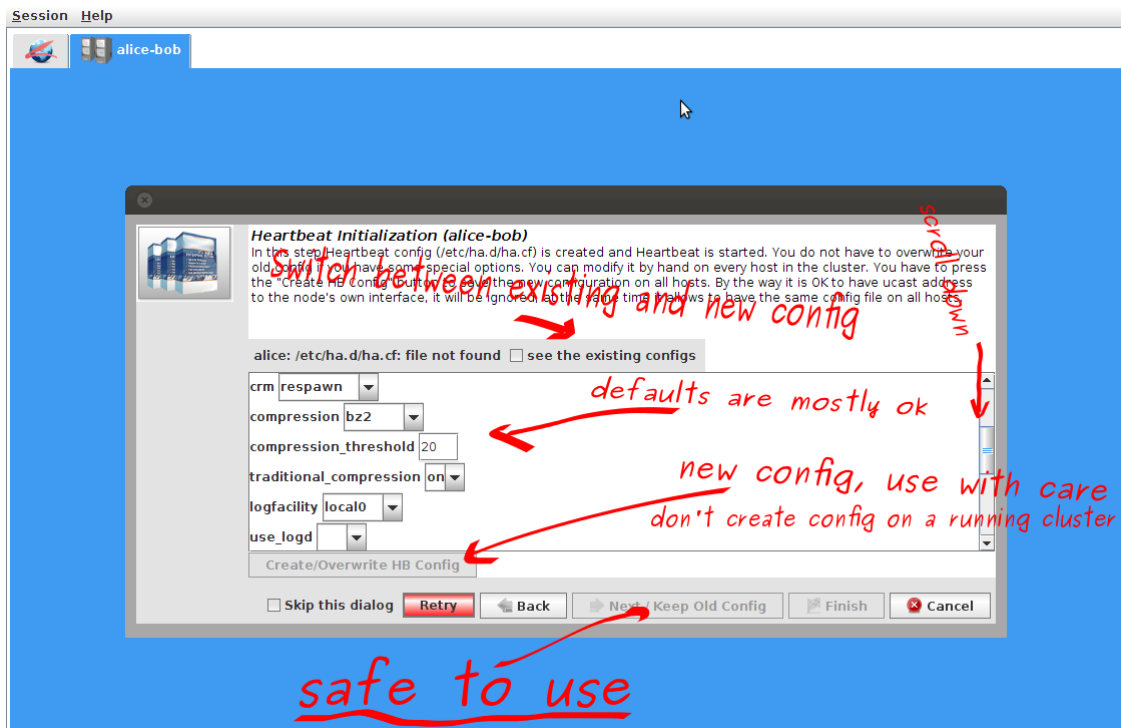 Session Help
alice-bob
Heartbeat Initialization (alice-bob)
In this step Heartbeat config (/etc/ha.d/ha.cf) is created and Heartbeat is started. You do not have to overwrite your
old config if you have some special options. You can modify it by hand on every host in the cluster. You have to press
the "Create HB Config" button to save the new configuration on all hosts. By the way it is OK to have ucast address
to the node's own interface, it will be ignored, at the same time it allows to have the same config file on all hosts.
Switch between existing and new config
scroll down
alice: /etc/ha.d/ha.cf: file not found see the existing configs
crm respawn
defaults are mostly ok
compression bz2
compression_threshold 20
traditional_compression on
new config, use with care
logfacility local0
don't create config on a running cluster
use_logd
Create/Overwrite HB Config
Skip this dialog Retry Back Next / Keep Old Config Finish Cancel
safe to use